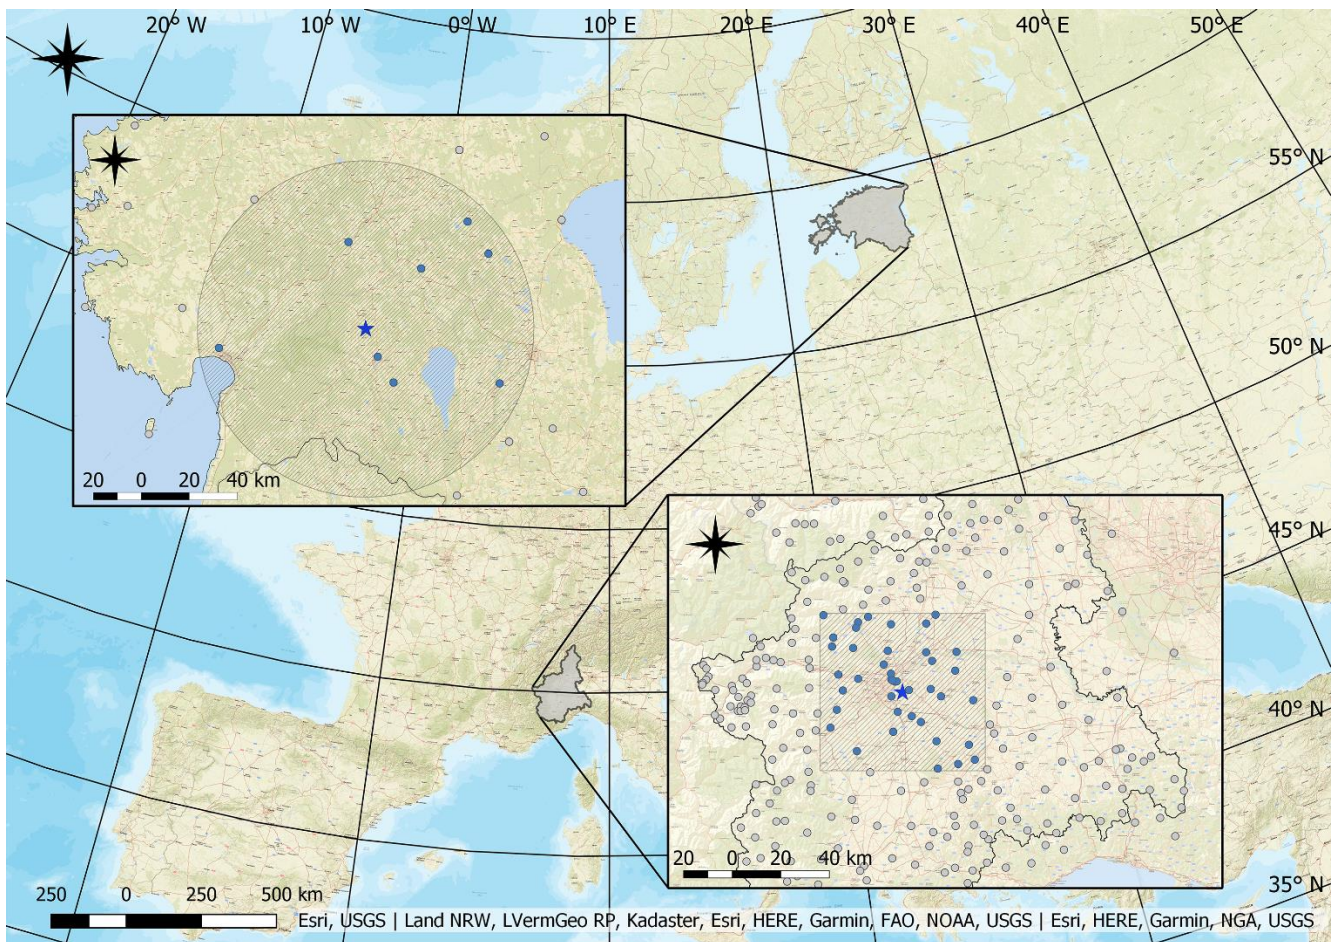 20° W 10° W 0° W 10° E 20° E 30° E 40° E 50° E
55° N
50° N
45° N
40° N
35° N
20 0 20 40 km
20 0 20 40 km
250 0 250 500 km
Esri, USGS | Land NRW, LVermGeo RP, Kadaster, Esri, HERE, Garmin, FAO, NOAA, USGS | Esri, HERE, Garmin, NGA, USGS